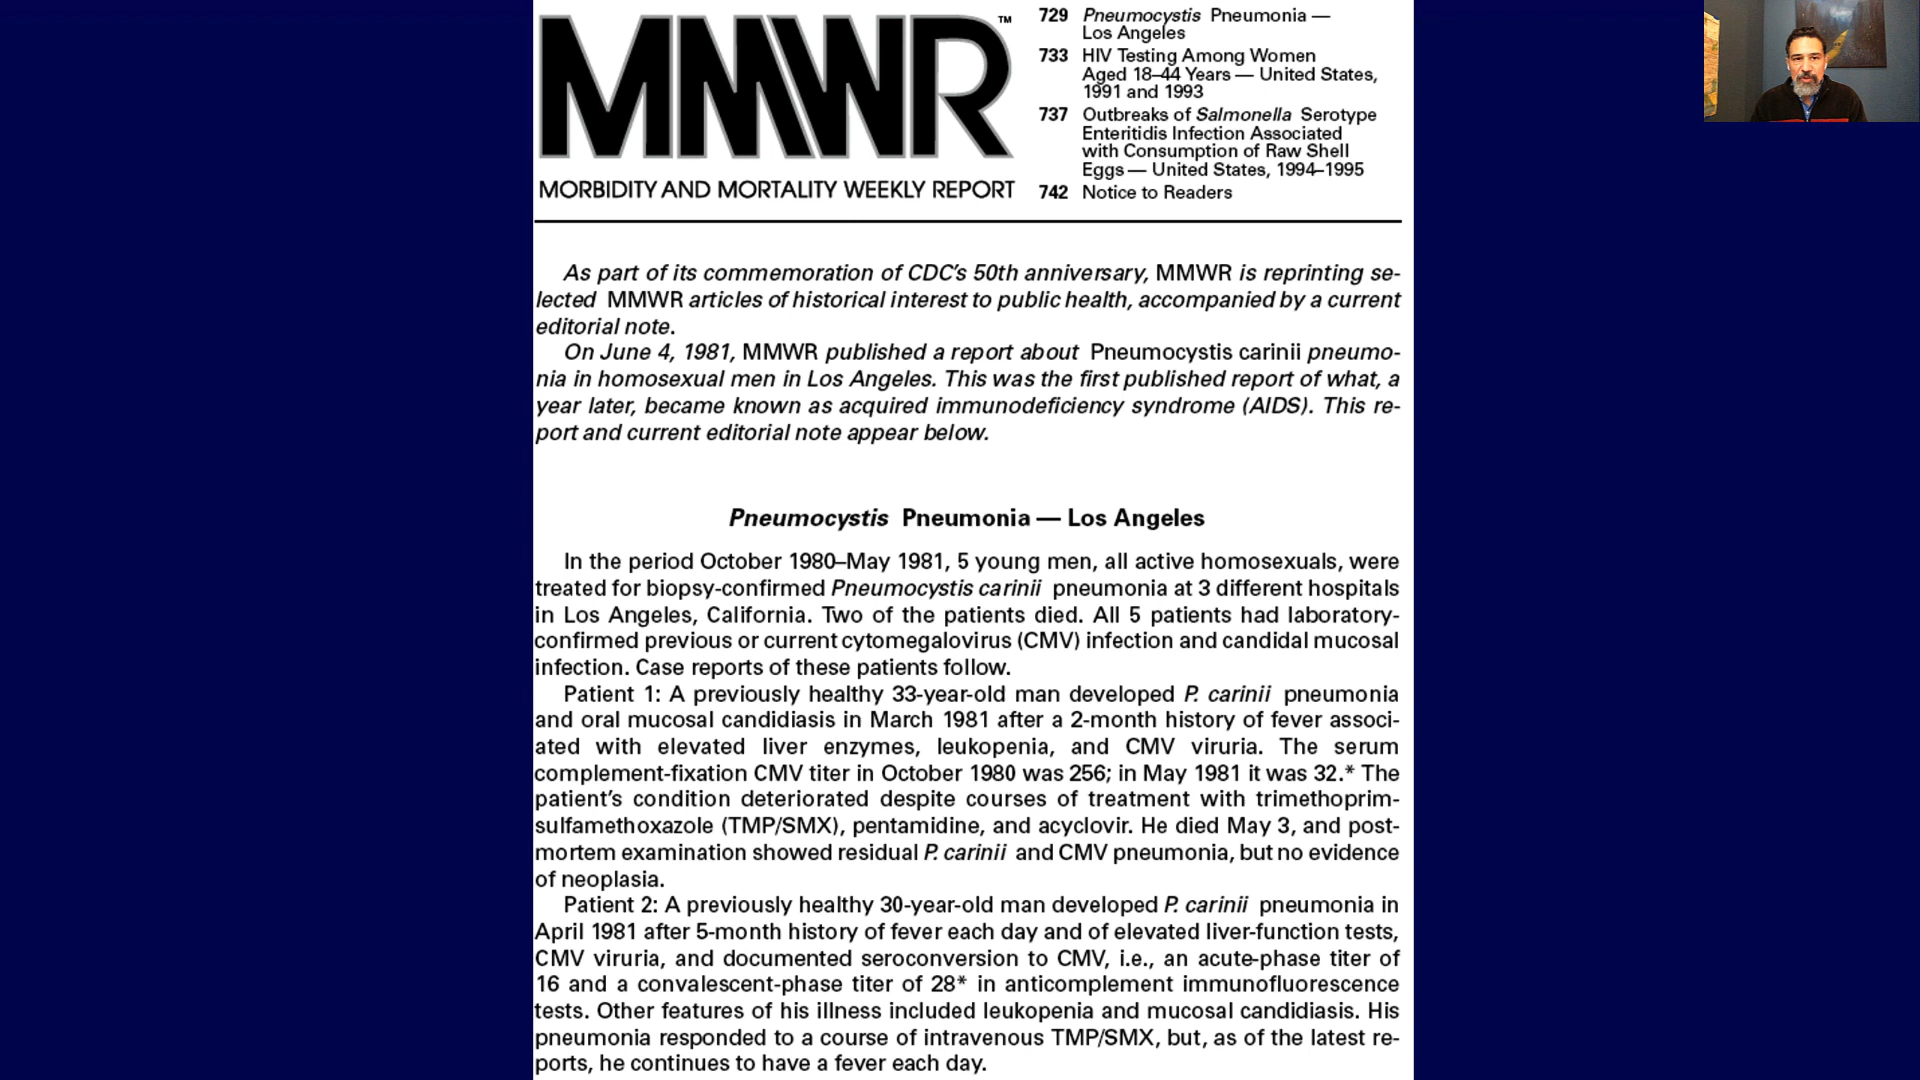 MMWR™
MORBIDITY AND MORTALITY WEEKLY REPORT
729 Pneumocystis Pneumonia —
Los Angeles
733 HIV Testing Among Women
Aged 18–44 Years — United States,
1991 and 1993
737 Outbreaks of Salmonella Serotype
Enteritidis Infection Associated
with Consumption of Raw Shell
Eggs — United States, 1994–1995
742 Notice to Readers
As part of its commemoration of CDC's 50th anniversary, MMWR is reprinting se-
lected MMWR articles of historical interest to public health, accompanied by a current
editorial note.
On June 4, 1981, MMWR published a report about Pneumocystis carinii pneumo-
nia in homosexual men in Los Angeles. This was the first published report of what, a
year later, became known as acquired immunodeficiency syndrome (AIDS). This re-
port and current editorial note appear below.
Pneumocystis Pneumonia — Los Angeles
In the period October 1980–May 1981, 5 young men, all active homosexuals, were
treated for biopsy-confirmed Pneumocystis carinii pneumonia at 3 different hospitals
in Los Angeles, California. Two of the patients died. All 5 patients had laboratory-
confirmed previous or current cytomegalovirus (CMV) infection and candidal mucosal
infection. Case reports of these patients follow.
Patient 1: A previously healthy 33-year-old man developed P. carinii pneumonia
and oral mucosal candidiasis in March 1981 after a 2-month history of fever associ-
ated with elevated liver enzymes, leukopenia, and CMV viruria. The serum
complement-fixation CMV titer in October 1980 was 256; in May 1981 it was 32.* The
patient's condition deteriorated despite courses of treatment with trimethoprim-
sulfamethoxazole (TMP/SMX), pentamidine, and acyclovir. He died May 3, and post-
mortem examination showed residual P. carinii and CMV pneumonia, but no evidence
of neoplasia.
Patient 2: A previously healthy 30-year-old man developed P. carinii pneumonia in
April 1981 after 5-month history of fever each day and of elevated liver-function tests,
CMV viruria, and documented seroconversion to CMV, i.e., an acute-phase titer of
16 and a convalescent-phase titer of 28* in anticomplement immunofluorescence
tests. Other features of his illness included leukopenia and mucosal candidiasis. His
pneumonia responded to a course of intravenous TMP/SMX, but, as of the latest re-
ports, he continues to have a fever each day.